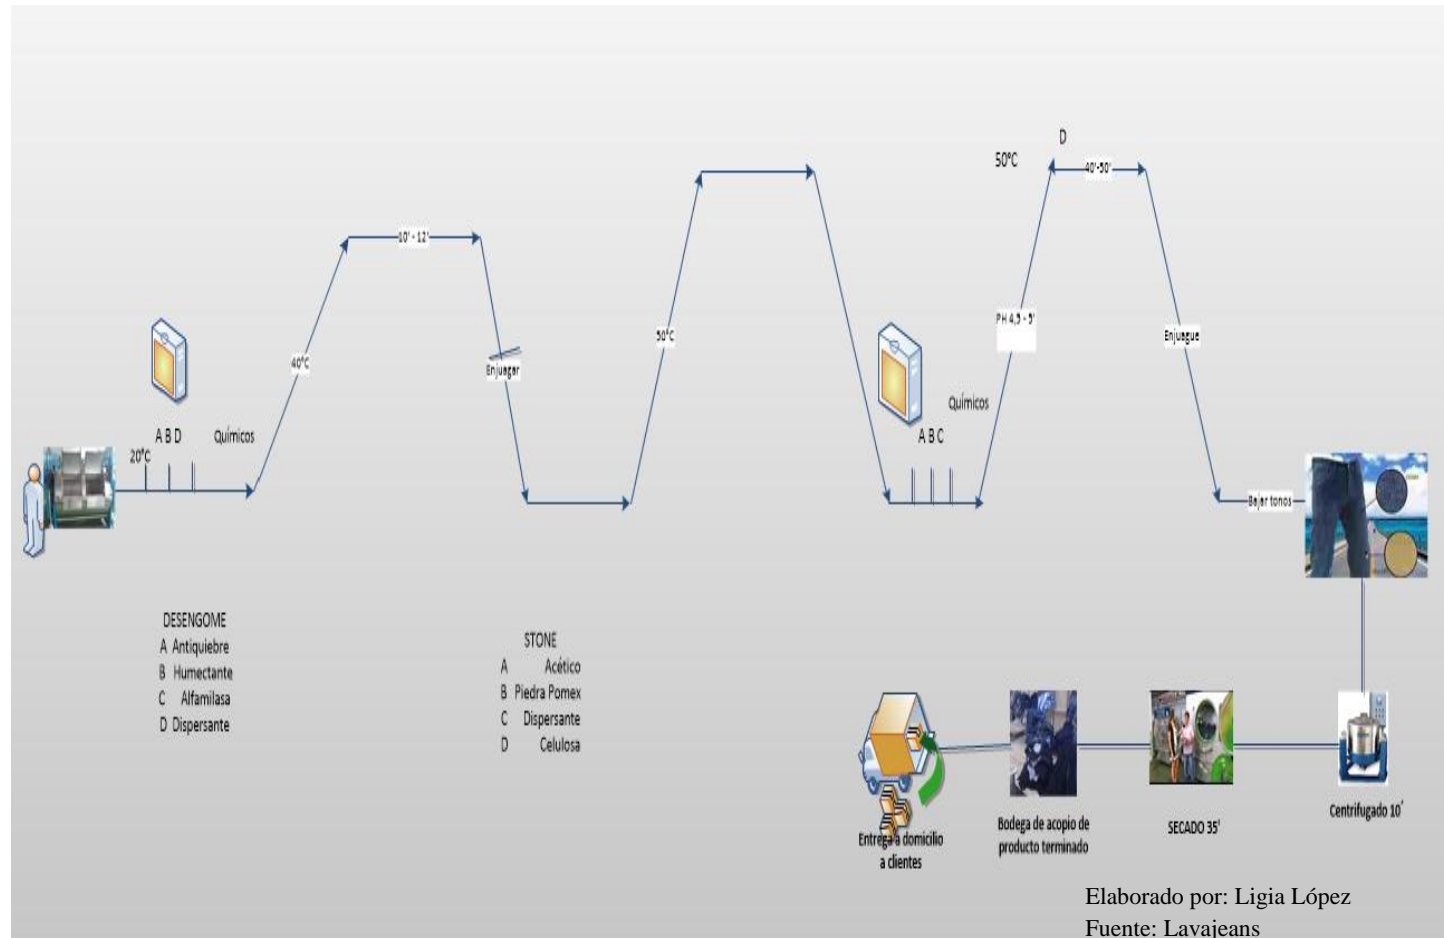 D
50°C
40'-50'
10' - 12'
PH 4,5 - 5'
50°C
Enjuague
40°C
Enjuagar
Químicos
A B C
A B D
Químicos
20°C
Bajar tonos
DESENGOME
A Antiquiebre
B Humectante
C Alfamilasa
D Dispersante
STONE
A Acético
B Piedra Pomex
C Dispersante
D Celulosa
Centrifugado 10´
SECADO 35'
Bodega de acopio de
producto terminado
Entrega a domicilio
a clientes
Elaborado por: Ligia López
Fuente: Lavajeans